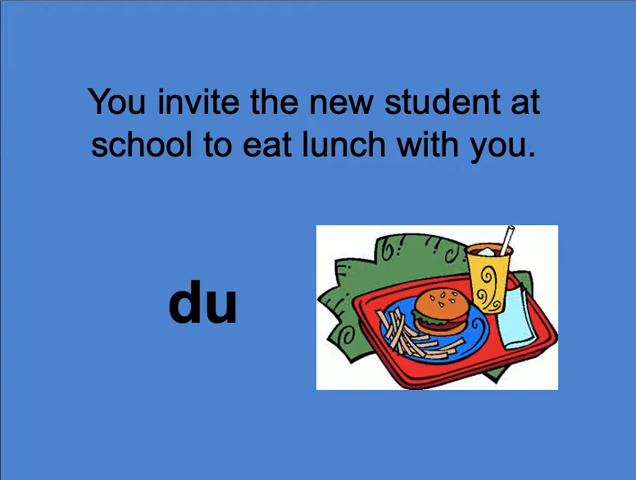 You invite the new student at
school to eat lunch with you.
du